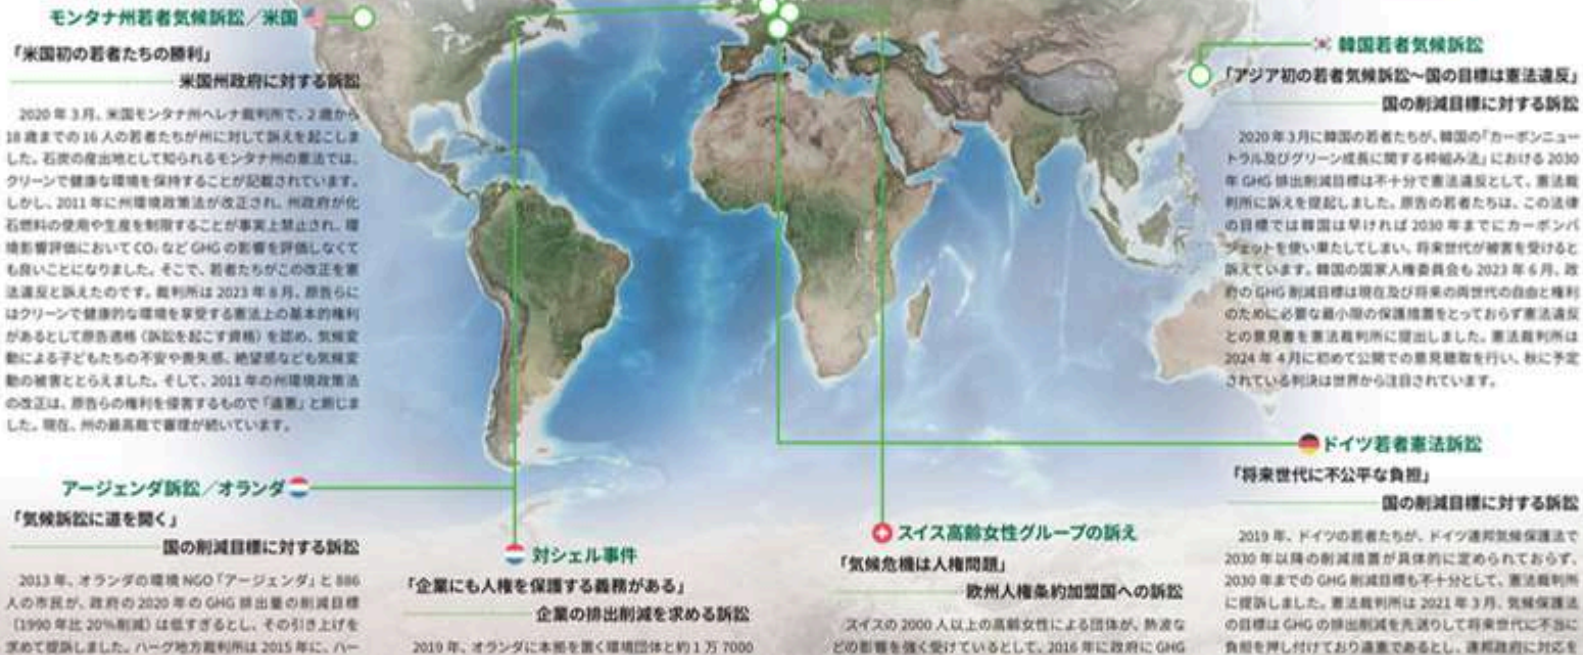 モンタナ州若者気候訴訟／米国
「米国初の若者たちの勝利」
米国州政府に対する訴訟
2020年3月、米国モンタナ州ヘレナ裁判所で、2歳から
18歳までの16人の若者たちが州に対して訴えを起こしま
した。石炭の産出地として知られるモンタナ州の憲法では、
クリーンで健康な環境を保持することが記載されています。
しかし、2011年に州環境政策法が改正され、州政府が化
石燃料の使用や生産を制限することが事実上禁止され、環
境影響評価においてCO₂などGHGの影響を評価しなくて
も良いことになりました。そこで、若者たちがこの改正を憲
法違反と訴えたのです。裁判所は2023年8月、原告らに
はクリーンで健康的な環境を享受する憲法上の基本的権利
があるとして原告適格（訴訟を起こす資格）を認め、気候変
動による子どもたちの不安や喪失感、絶望感なども気候変
動の被害ととらえました。そして、2011年の州環境政策法
の改正は、原告らの権利を侵害するもので「違憲」と断じま
した。現在、州の最高裁で審理が続いています。
アージェンダ訴訟／オランダ
「気候訴訟に道を開く」
国の削減目標に対する訴訟
2013年、オランダの環境NGO「アージェンダ」と886
人の市民が、政府の2020年のGHG排出量の削減目標
（1990年比20%削減）は低すぎるとし、その引き上げを
求めて提訴しました。ハーグ地方裁判所は2015年に、ハー
対シェル事件
「企業にも人権を保護する義務がある」
企業の排出削減を求める訴訟
2019年、オランダに本拠を置く環境団体と約1万7000
スイス高齢女性グループの訴え
「気候危機は人権問題」
欧州人権条約加盟国への訴訟
スイスの2000人以上の高齢女性による団体が、熱波な
どの影響を強く受けているとして、2016年に政府にGHG
韓国若者気候訴訟
「アジア初の若者気候訴訟～国の目標は憲法違反」
国の削減目標に対する訴訟
2020年3月に韓国の若者たちが、韓国の「カーボンニュー
トラル及びグリーン成長に関する枠組み法」における2030
年GHG排出削減目標は不十分で憲法違反として、憲法裁
判所に訴えを提起しました。原告の若者たちは、この法律
の目標では韓国は早ければ2030年までにカーボンバ
ジェットを使い果たしてしまい、将来世代が被害を受けると
訴えています。韓国の国家人権委員会も2023年6月、政
府のGHG削減目標は現在及び将来の両世代の自由と権利
のために必要な最小限の保護措置をとっておらず憲法違反
との意見書を憲法裁判所に提出しました。憲法裁判所は
2024年4月に初めて公開での意見聴取を行い、秋に予定
されている判決は世界から注目されています。
ドイツ若者憲法訴訟
「将来世代に不公平な負担」
国の削減目標に対する訴訟
2019年、ドイツの若者たちが、ドイツ連邦気候保護法で
2030年以降の削減措置が具体的に定められておらず、
2030年までのGHG削減目標も不十分として、憲法裁判所
に提訴しました。憲法裁判所は2021年3月、気候保護法
の目標はGHGの排出削減を先送りして将来世代に不当に
負担を押し付けており違憲であるとし、連邦政府に対応を